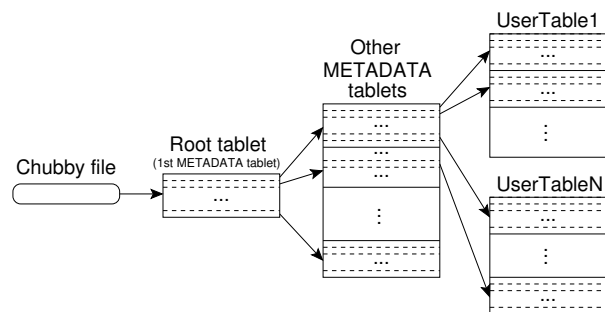 UserTable1
...
...
⋮
Other
METADATA
tablets
...
...
...
⋮
...
Root tablet
(1st METADATA tablet)
...
Chubby file
UserTableN
...
⋮
...